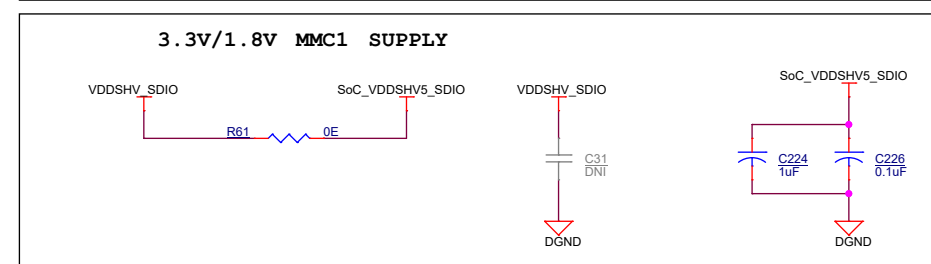 3.3V/1.8V MMC1 SUPPLY
VDDSHV_SDIO
SoC_VDDSHV5_SDIO
R61
0E
VDDSHV_SDIO
C31
DNI
DGND
SoC_VDDSHV5_SDIO
C224
1uF
C226
0.1uF
DGND